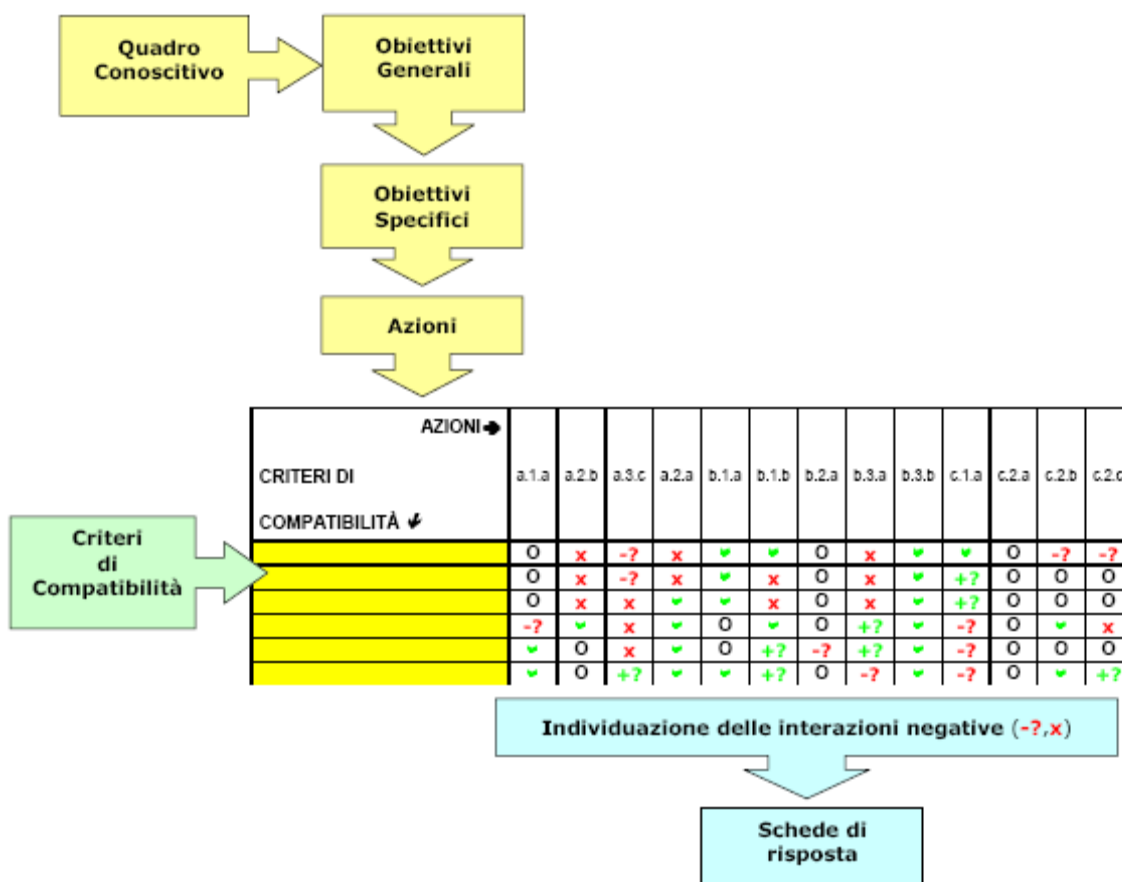 Quadro
Conoscitivo
Obiettivi
Generali
Obiettivi
Specifici
Azioni
AZIONI
CRITERI DI
COMPATIBILITÀ
a.1.a a.2.b a.3.c a.2.a b.1.a b.1.b b.2.a b.3.a b.3.b c.1.a c.2.a c.2.b c.2.c
Criteri
di
Compatibilità
O x -? x O x O -? -?
O x -? x x O x +? O O O
O x x x O x +? O O O
-? x O O +? -? O x
O x O +? -? +? -? O O O
O +? +? O -? -? O +?
Individuazione delle interazioni negative (-?,x)
Schede di
risposta